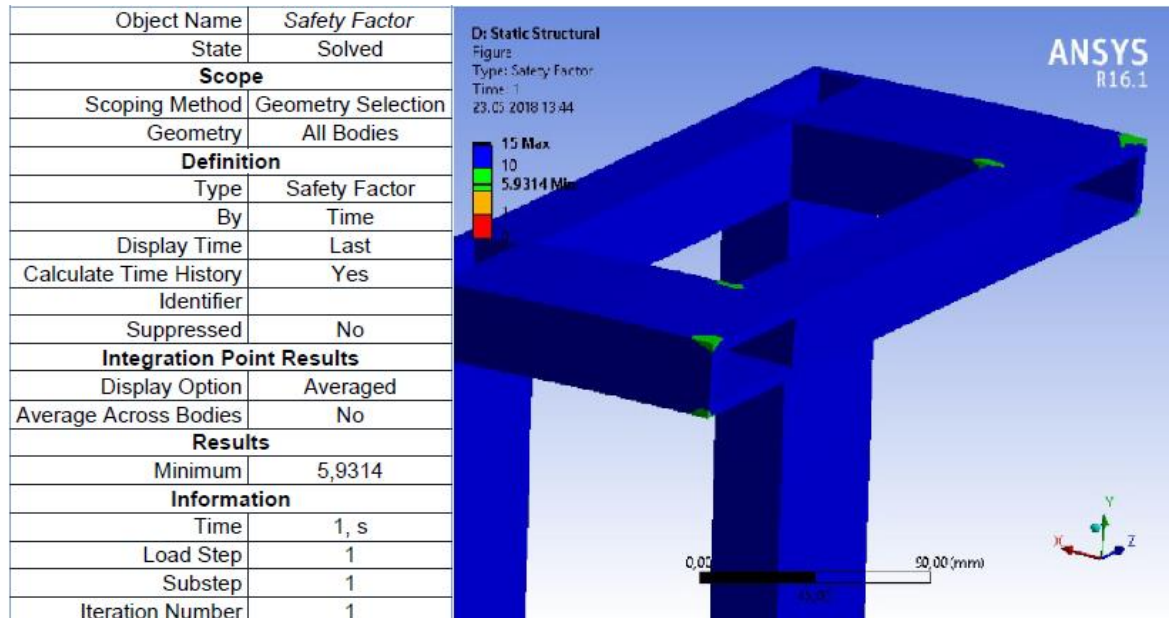 Object Name Safety Factor
State Solved
Scope
Scoping Method Geometry Selection
Geometry All Bodies
Definition
Type Safety Factor
By Time
Display Time Last
Calculate Time History Yes
Identifier
Suppressed No
Integration Point Results
Display Option Averaged
Average Across Bodies No
Results
Minimum 5,9314
Information
Time 1, s
Load Step 1
Substep 1
Iteration Number 1
D: Static Structural
Figure
Type: Safety Factor
Time: 1
23.05.2018 13:44
15 Max
10
5.9314 Min
1
ANSYS
R16.1
0,00
90,00 (mm)
Y
X
Z